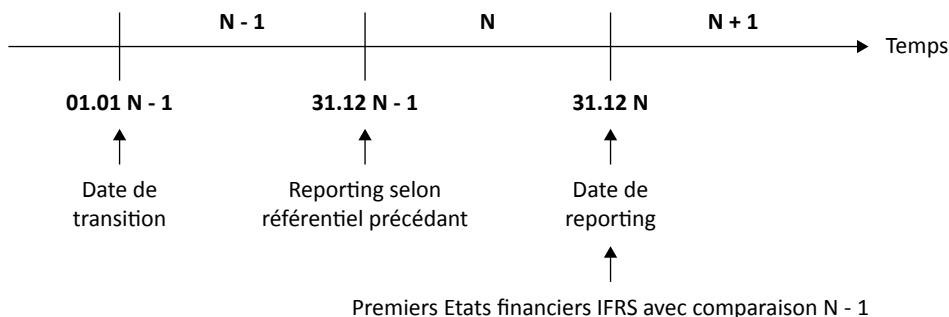 N - 1
N
N + 1
Temps
01.01 N - 1
31.12 N - 1
31.12 N
Date de
transition
Reporting selon
référentiel précédant
Date de
reporting
Premiers Etats financiers IFRS avec comparaison N - 1